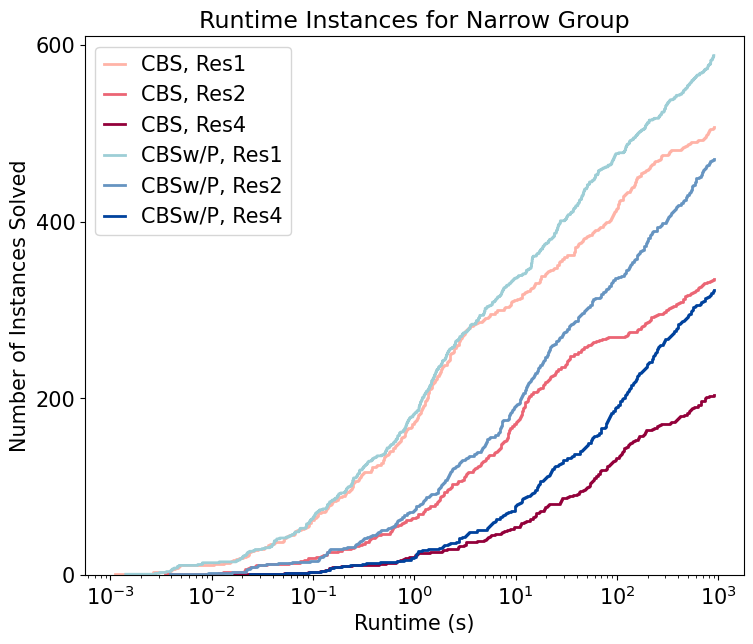 Runtime Instances for Narrow Group
CBS, Res1
CBS, Res2
CBS, Res4
CBSw/P, Res1
CBSw/P, Res2
CBSw/P, Res4
Number of Instances Solved
600
400
200
0
10⁻³ 10⁻² 10⁻¹ 10⁰ 10¹ 10² 10³
Runtime (s)